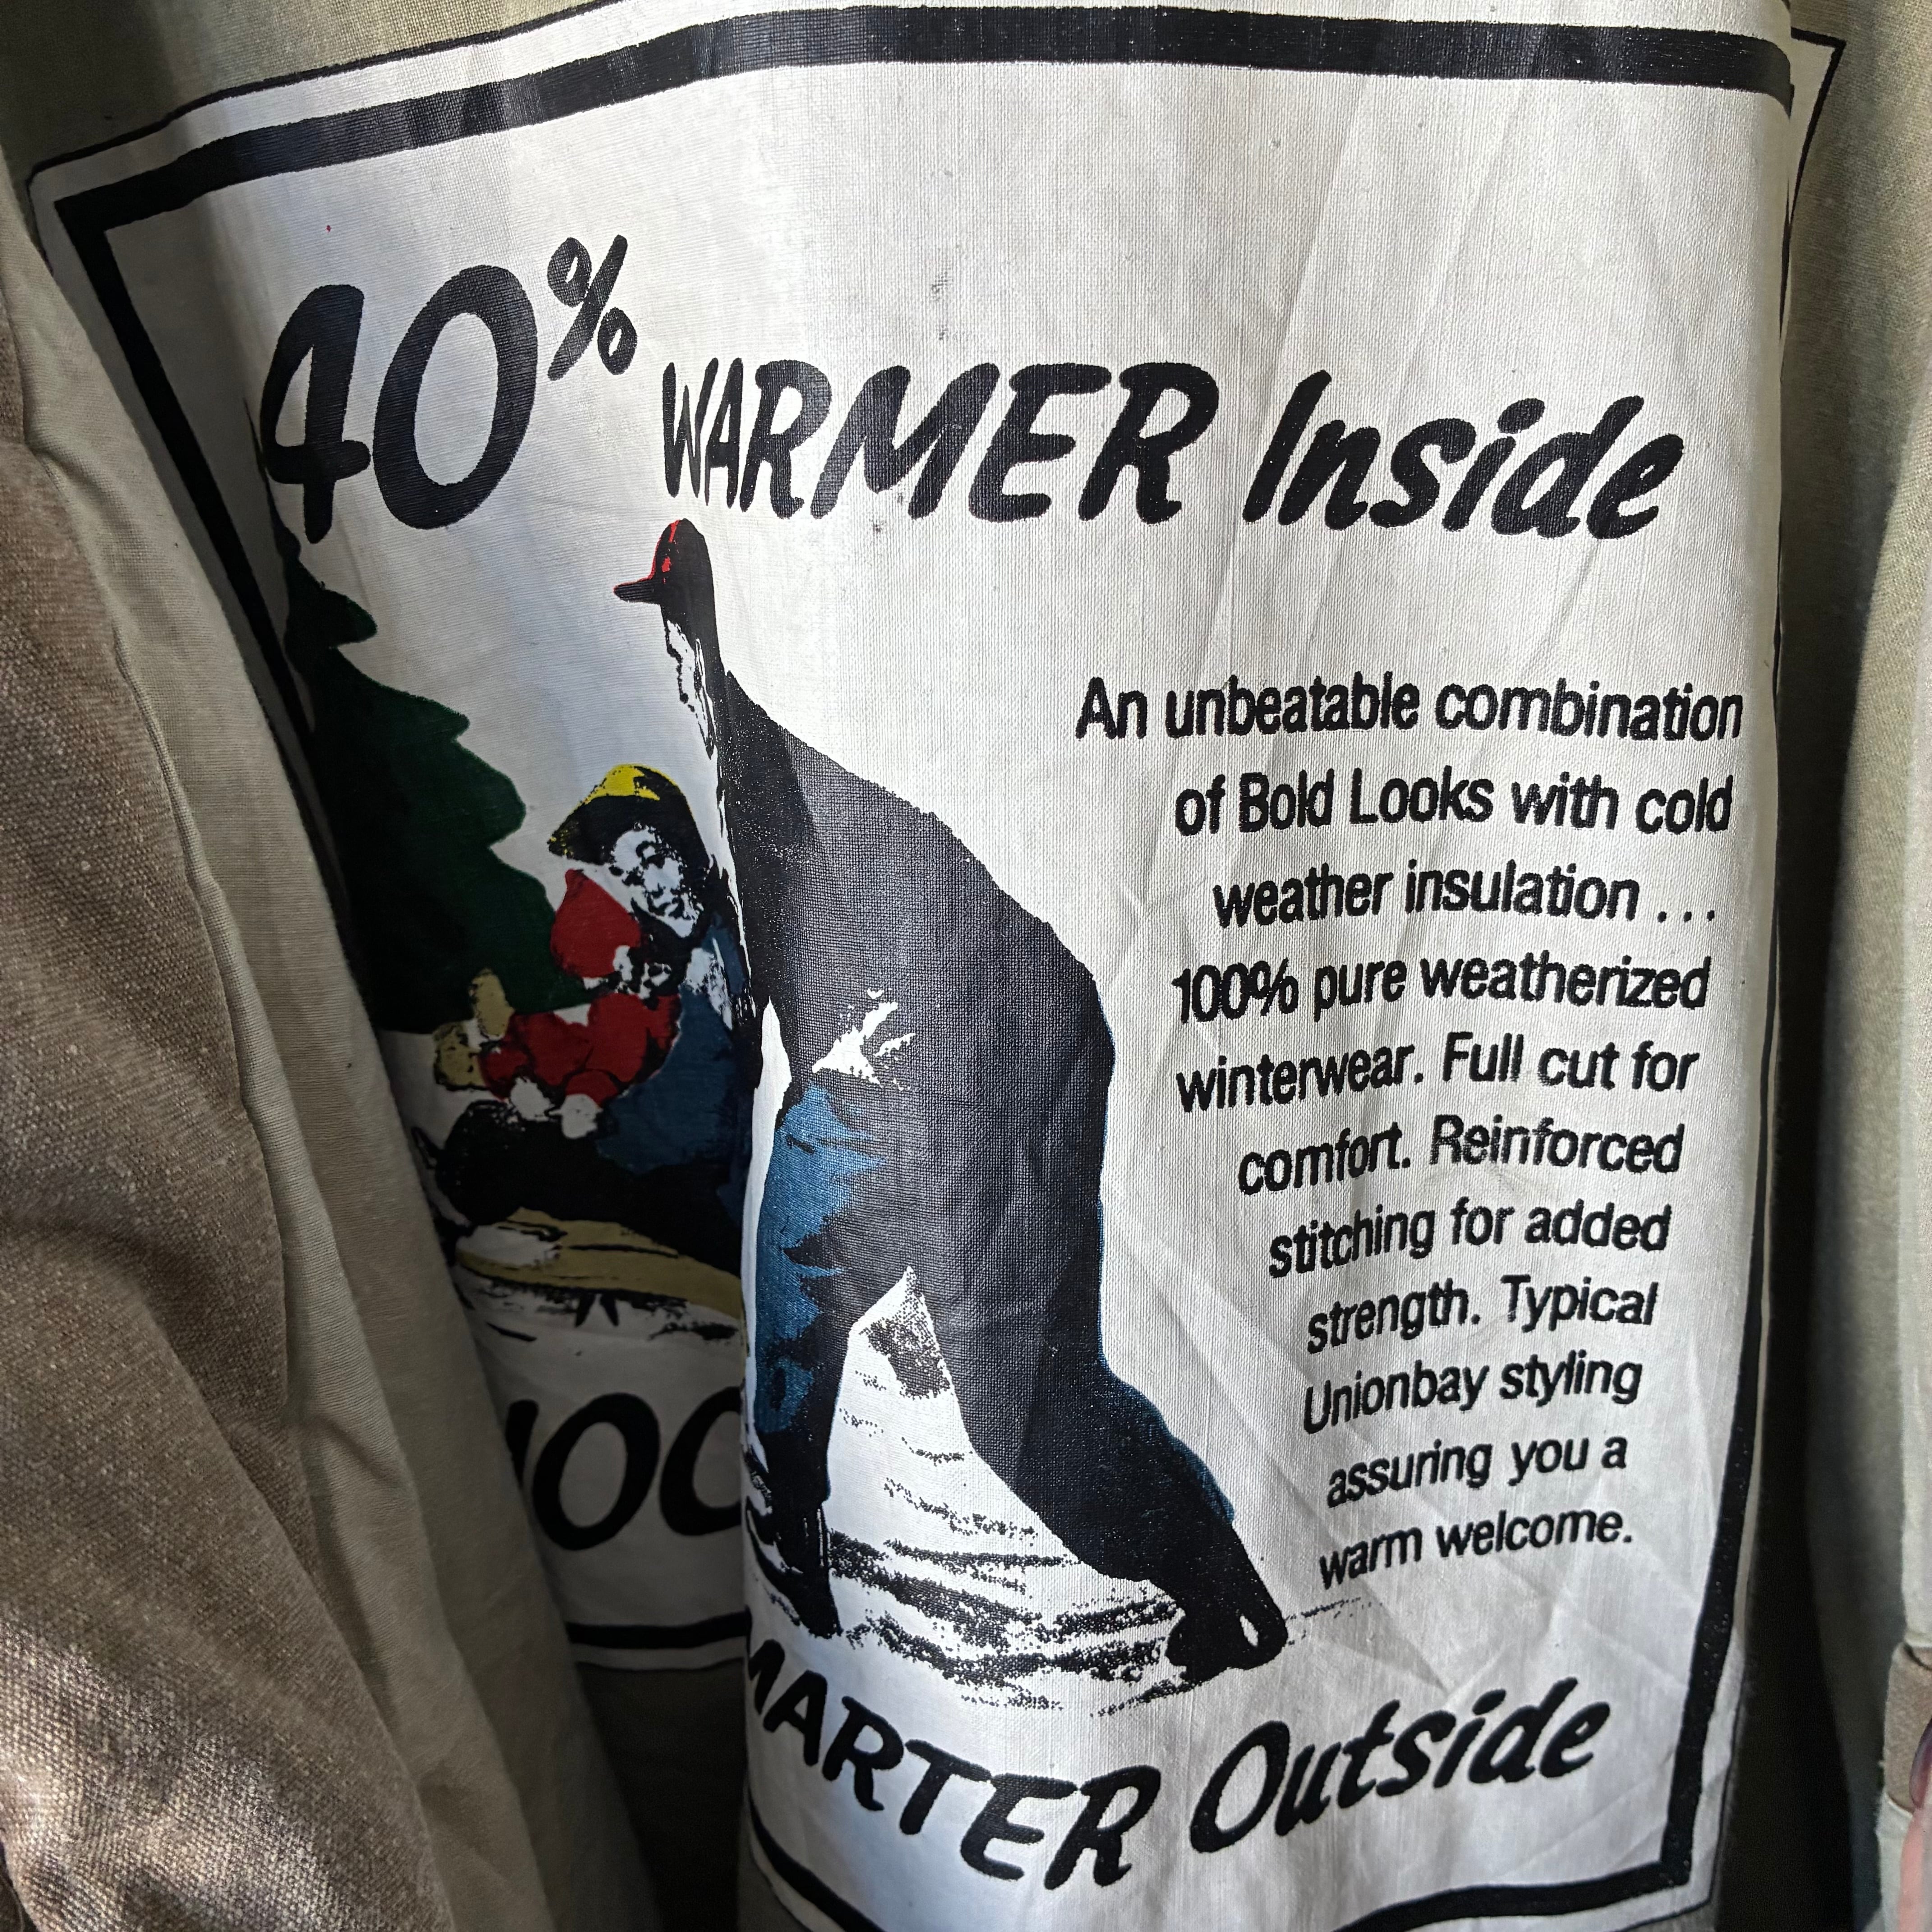 40% WARMER Inside
An unbeatable combination
of Bold Looks with cold
weather insulation . . .
100% pure weatherized
winterwear. Full cut for
comfort. Reinforced
stitching for added
strength. Typical
Unionbay styling
assuring you a
warm welcome.
MARTER Outside